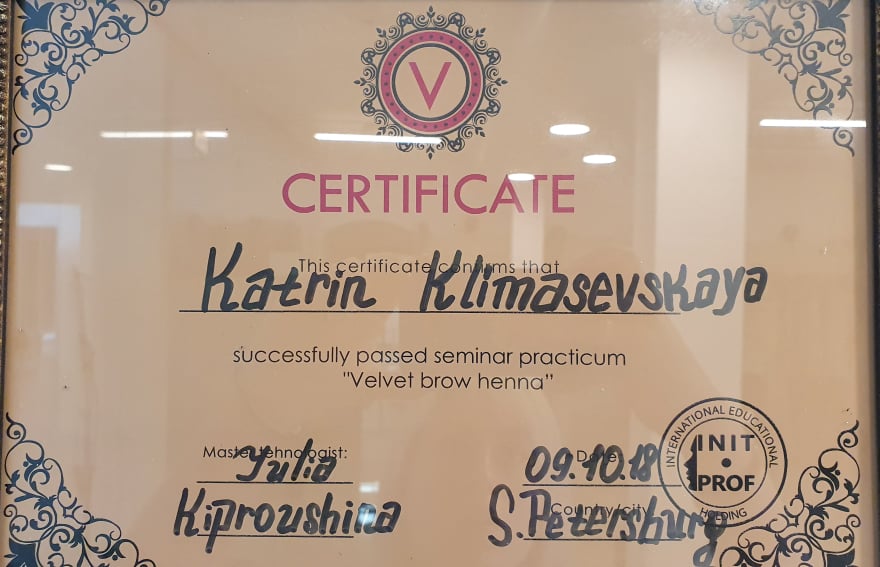 V
CERTIFICATE
This certificate confirms that
Katrin Klimasevskaya
successfully passed seminar practicum
"Velvet brow henna"
Master tehnologist:
Yulia
Kiproushina
Date:
09.10.18
Country/city
S. Petersburg
INTERNATIONAL EDUCATIONAL
INIT
PROF
HOLDING